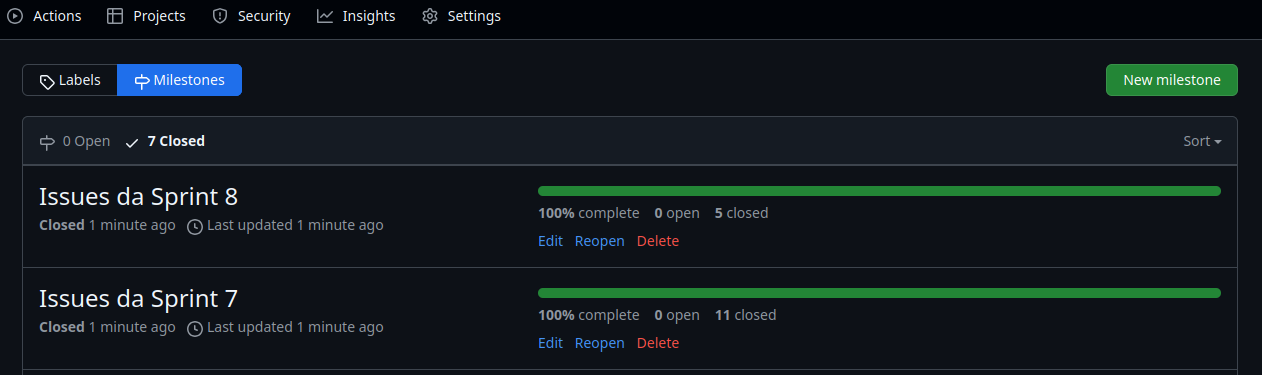 Actions Projects Security Insights Settings
Labels Milestones New milestone
0 Open 7 Closed Sort
Issues da Sprint 8
Closed 1 minute ago Last updated 1 minute ago
100% complete 0 open 5 closed
Edit Reopen Delete
Issues da Sprint 7
Closed 1 minute ago Last updated 1 minute ago
100% complete 0 open 11 closed
Edit Reopen Delete